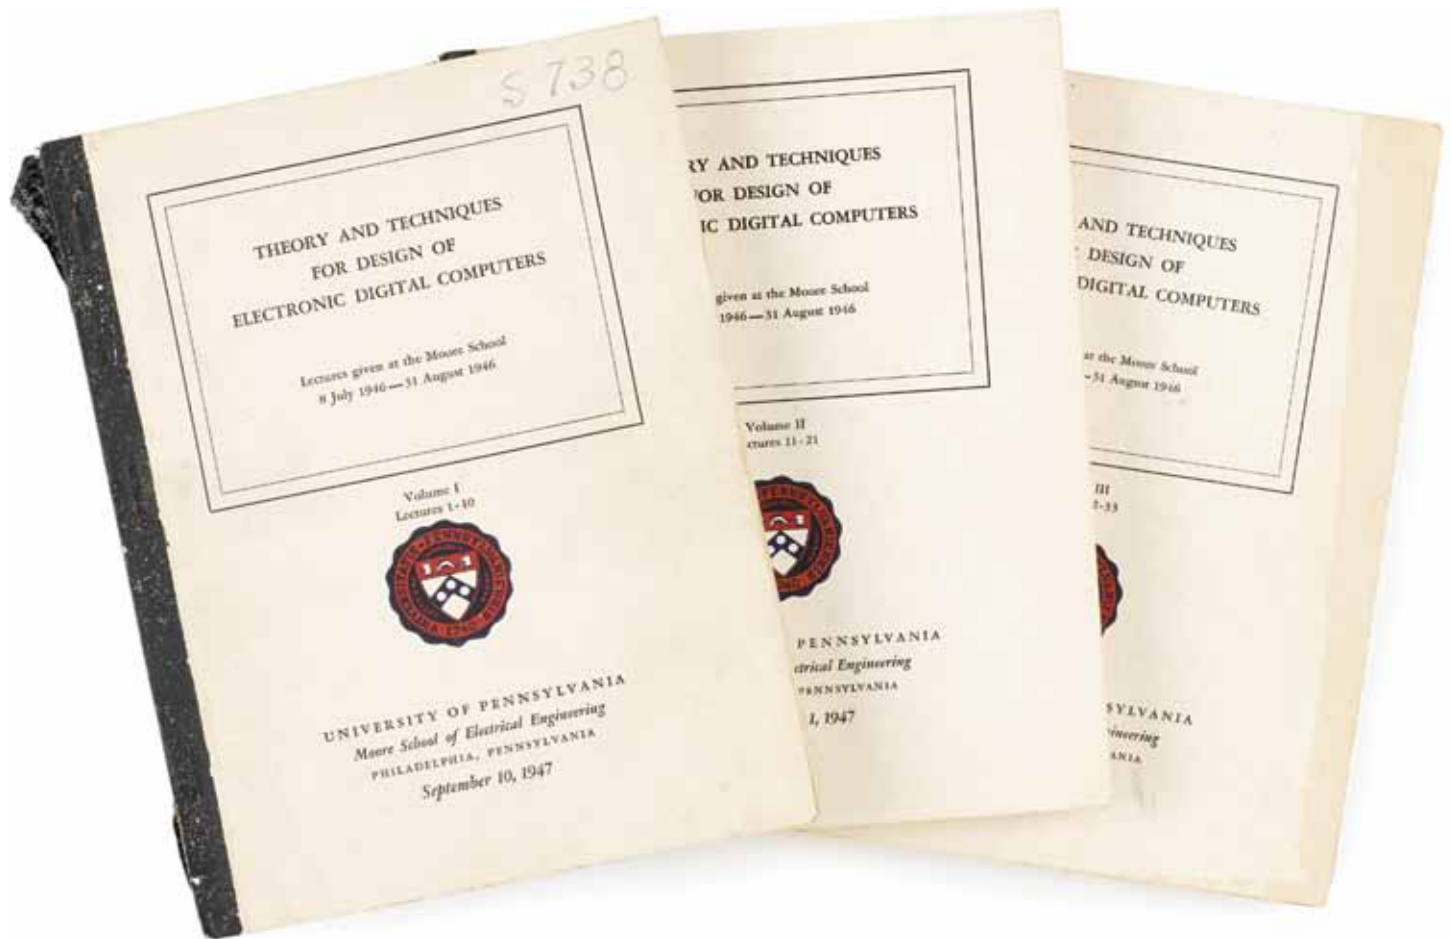 S 738
THEORY AND TECHNIQUES
FOR DESIGN OF
ELECTRONIC DIGITAL COMPUTERS
Lectures given at the Moore School
8 July 1946—31 August 1946
Volume I
Lectures 1-10
UNIVERSITY OF PENNSYLVANIA
Moore School of Electrical Engineering
PHILADELPHIA, PENNSYLVANIA
September 10, 1947
RY AND TECHNIQUES
FOR DESIGN OF
IC DIGITAL COMPUTERS
given at the Moore School
1946—31 August 1946
Volume II
ctures 11-21
PENNSYLVANIA
ctrical Engineering
PENNSYLVANIA
1, 1947
AND TECHNIQUES
DESIGN OF
DIGITAL COMPUTERS
at the Moore School
—31 August 1946
III
2-33
SYLVANIA
gineering
ANIA